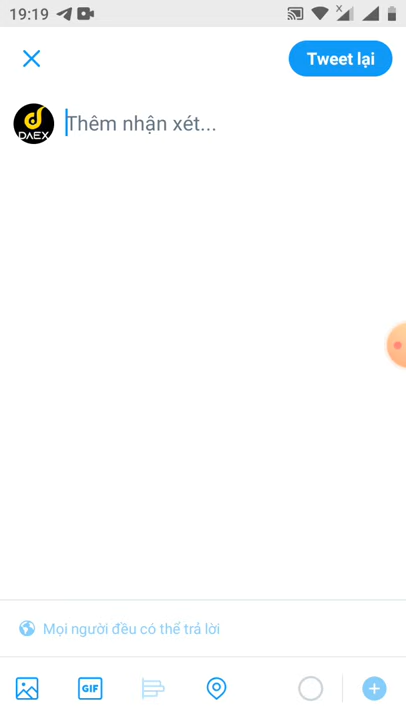 19:19
Tweet lại
DAEX
Thêm nhận xét...
Mọi người đều có thể trả lời
GIF